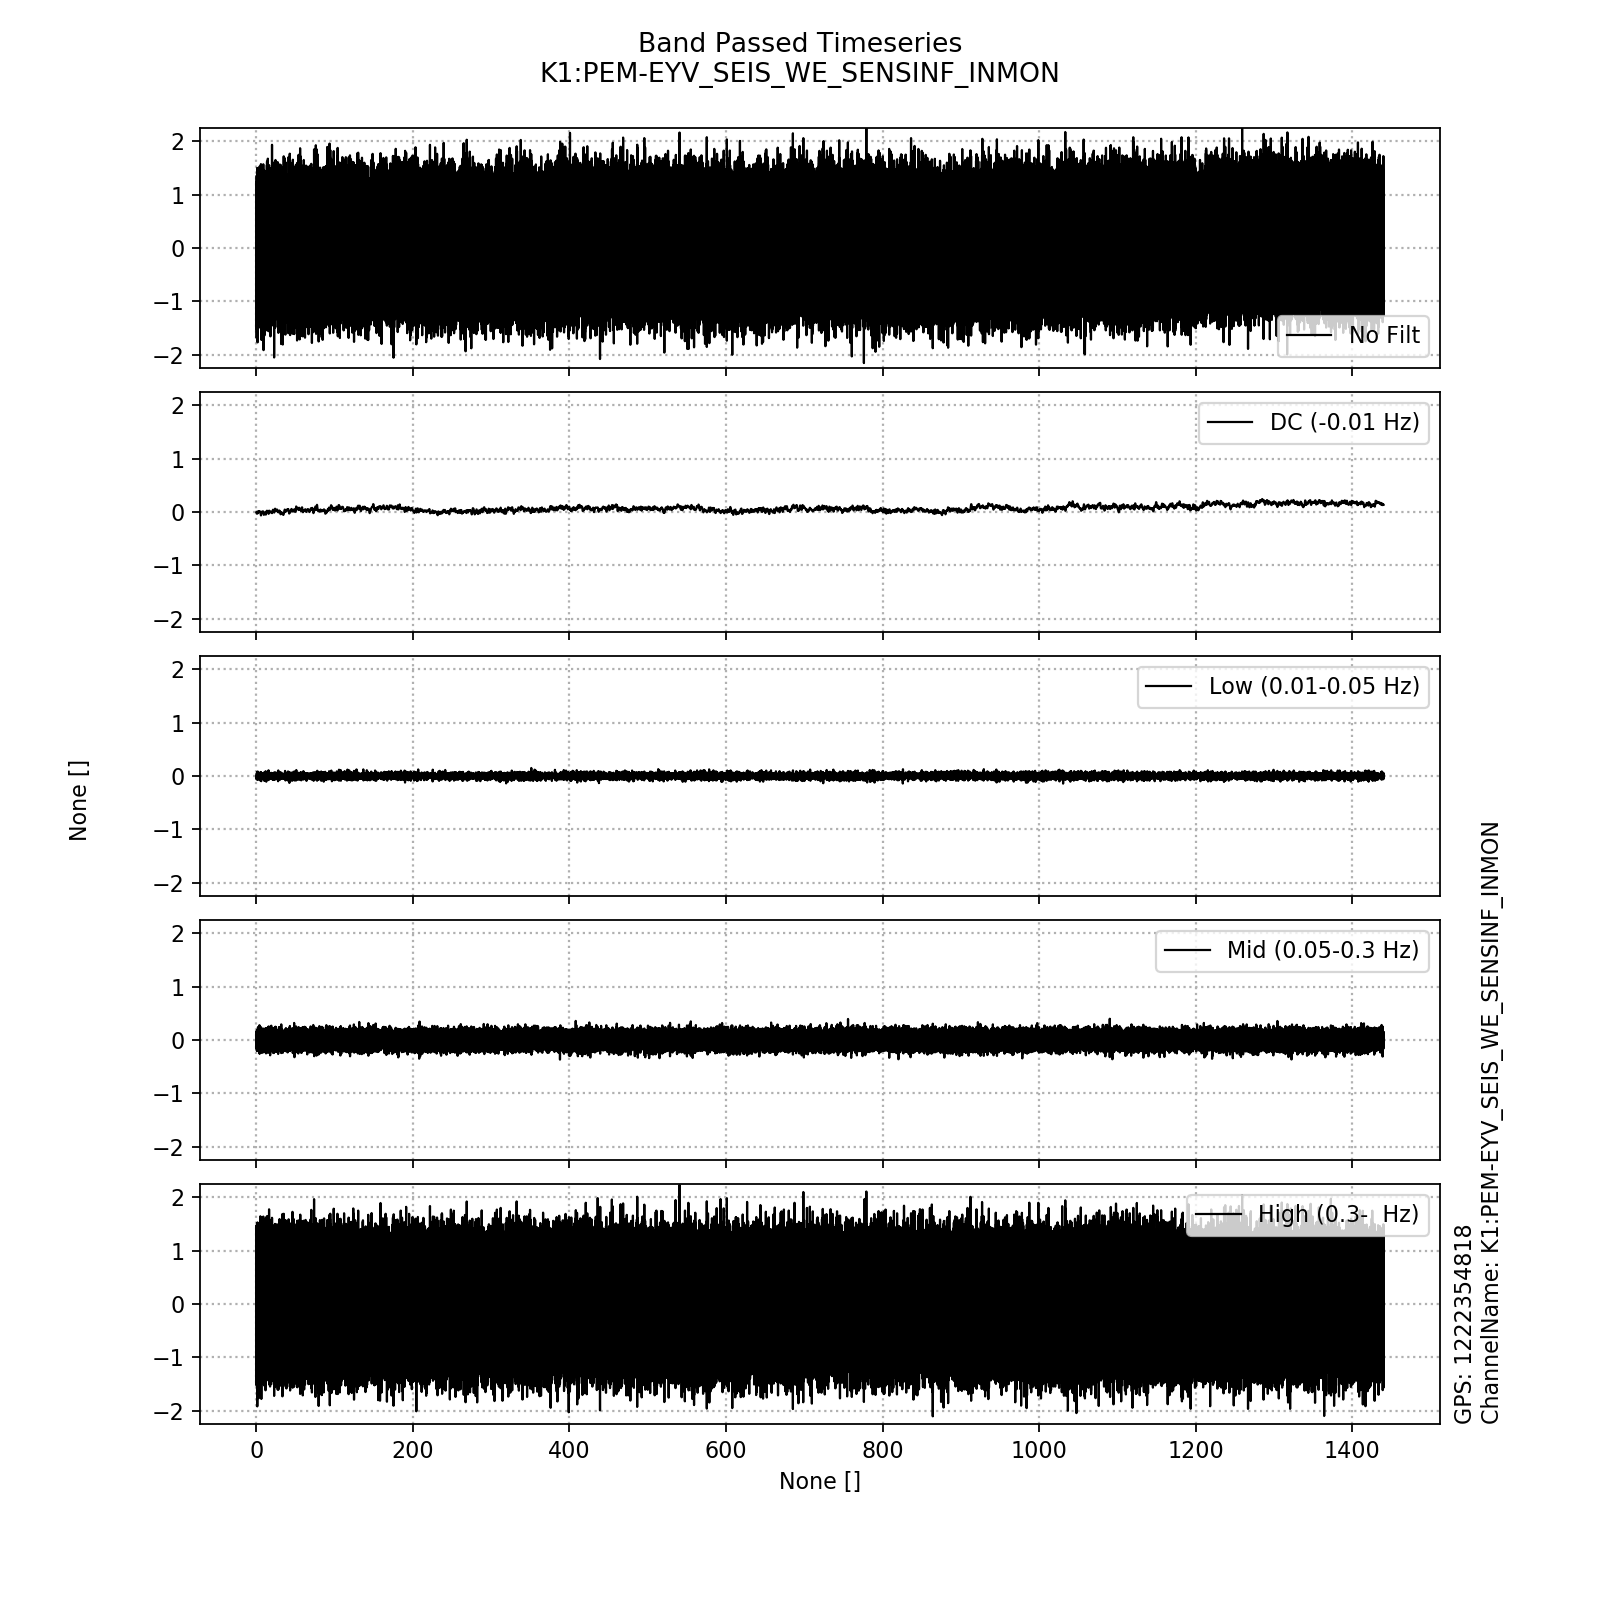 Band Passed Timeseries
K1:PEM-EYV_SEIS_WE_SENSINF_INMON
2
1
0
−1
−2
No Filt
2
1
0
−1
−2
DC (-0.01 Hz)
2
1
0
−1
−2
Low (0.01-0.05 Hz)
None []
2
1
0
−1
−2
Mid (0.05-0.3 Hz)
2
1
0
−1
−2
High (0.3-  Hz)
0 200 400 600 800 1000 1200 1400
None []
GPS: 1222354818
ChannelName: K1:PEM-EYV_SEIS_WE_SENSINF_INMON